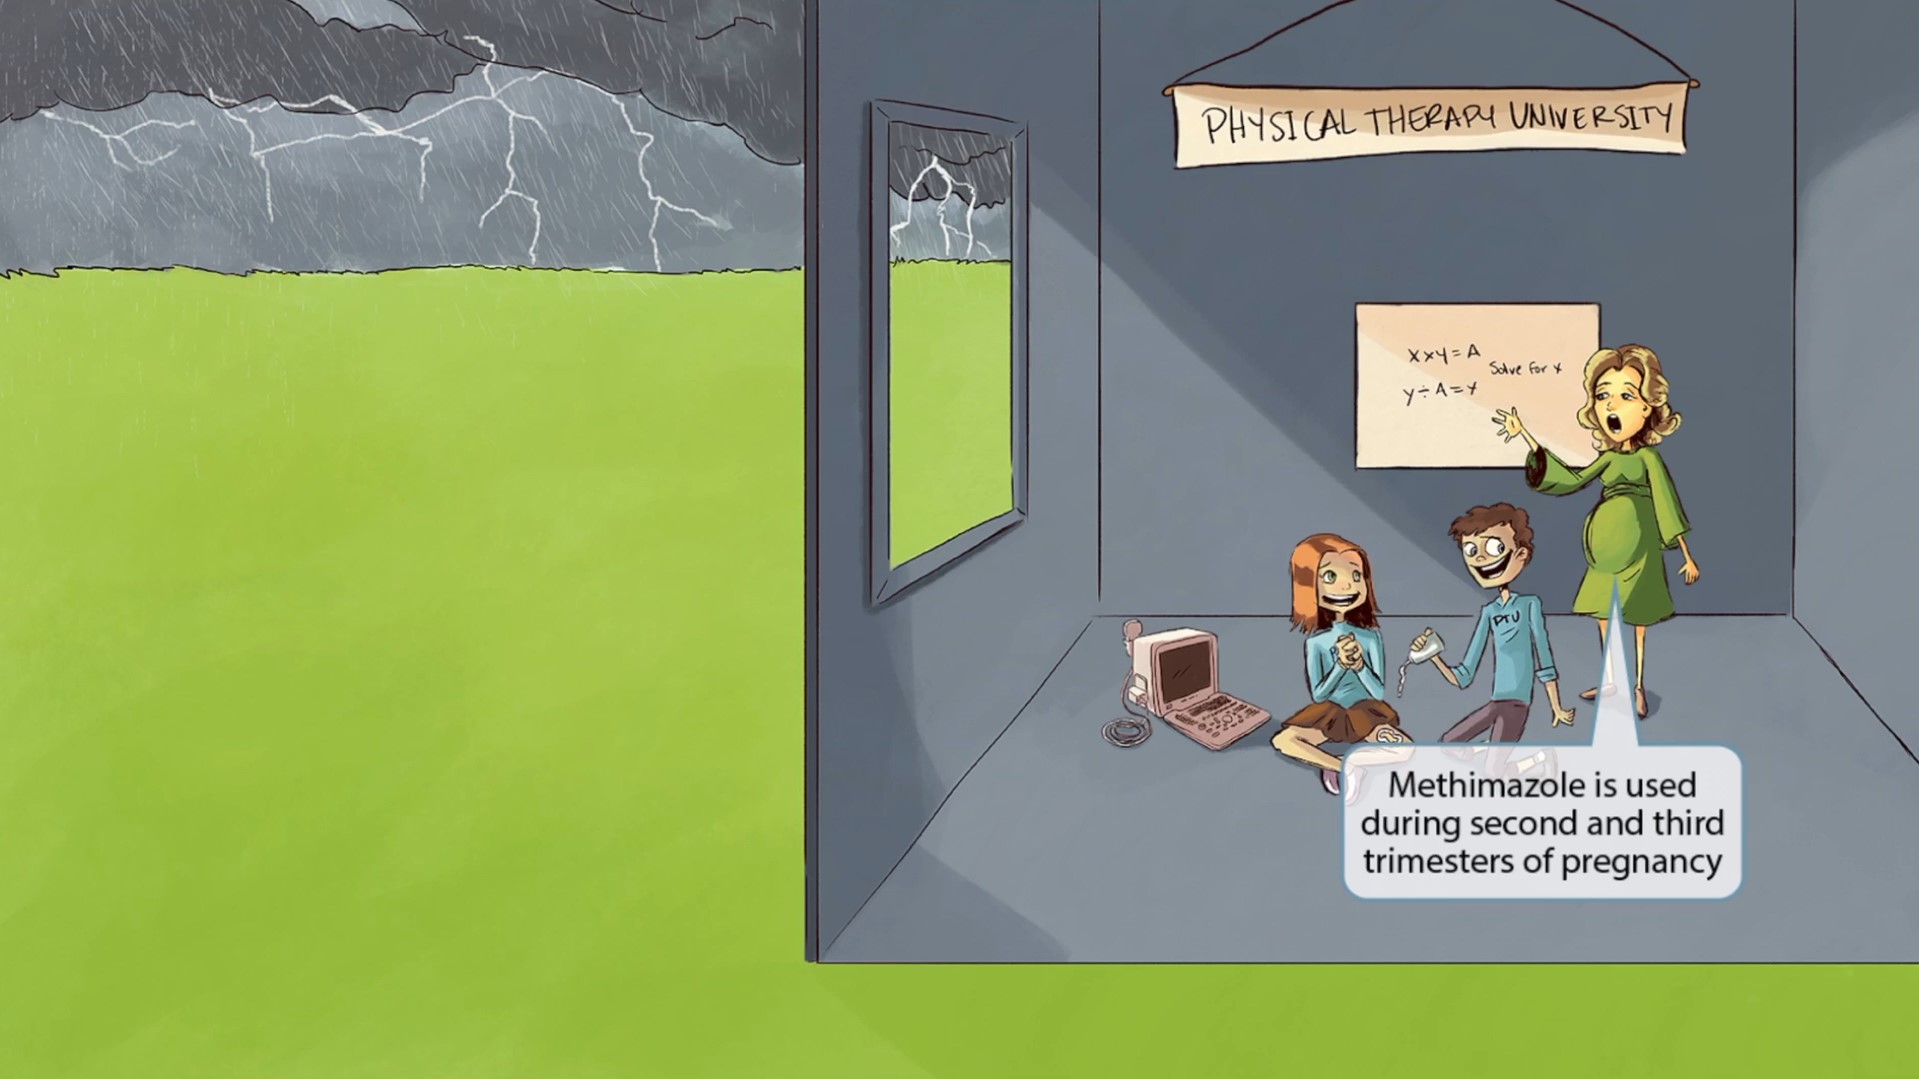 PHYSICAL THERAPY UNIVERSITY
X x y = A
Solve for x
y ÷ A = x
PTU
Methimazole is used
during second and third
trimesters of pregnancy